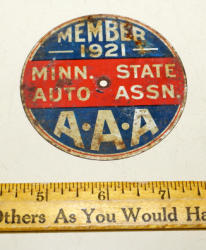 MEMBER
1921
MINN. STATE
AUTO ASSN.
A·A·A
5 6 7
Others As You Would Ha